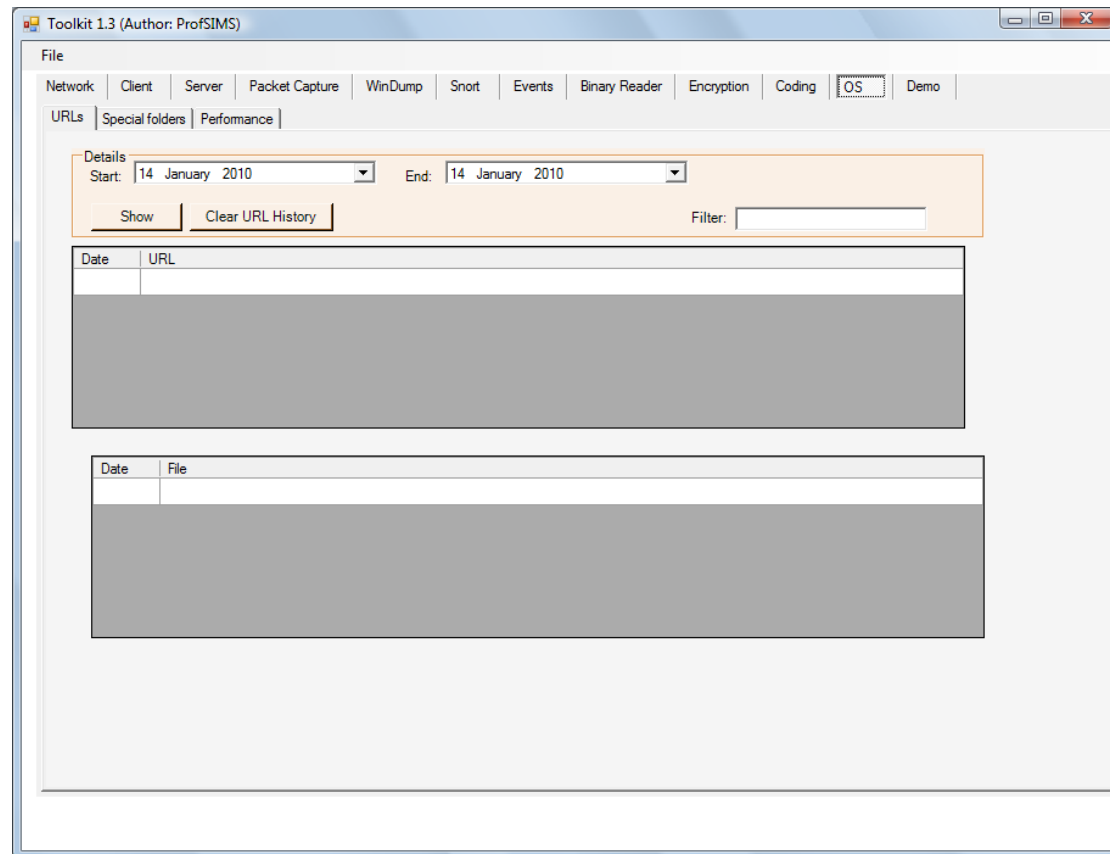 Toolkit 1.3 (Author: ProfSIMS)
File
Network Client Server Packet Capture WinDump Snort Events Binary Reader Encryption Coding OS Demo
URLs Special folders Performance
Details
Start: 14 January 2010 End: 14 January 2010
Show Clear URL History Filter:
Date URL
Date File